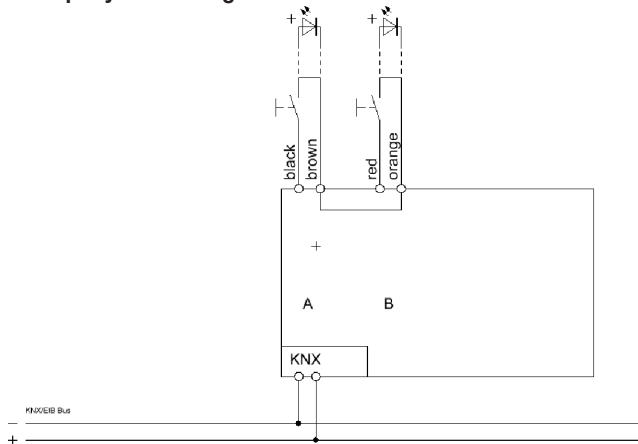 + +
black brown red orange
+
A B
KNX
KNX/EIB Bus
−
+